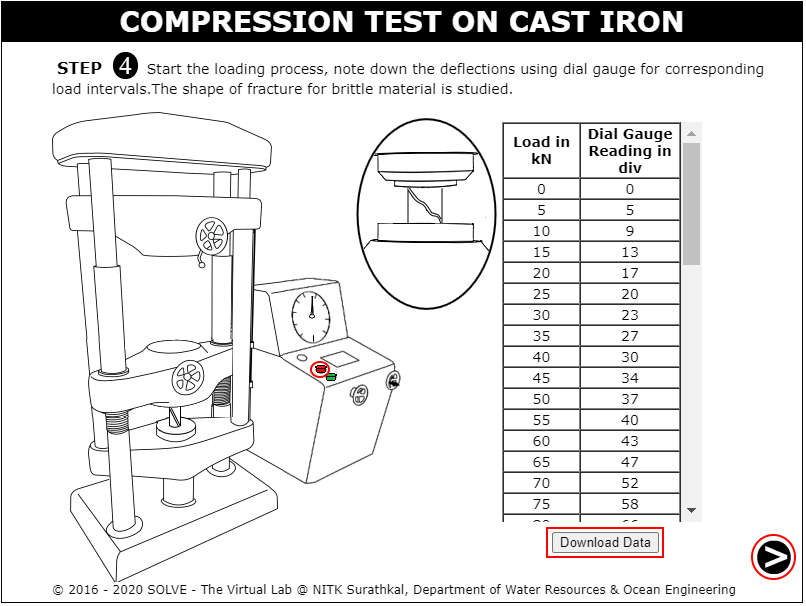 COMPRESSION TEST ON CAST IRON
STEP 4 Start the loading process, note down the deflections using dial gauge for corresponding
load intervals.The shape of fracture for brittle material is studied.
Load in kN Dial Gauge Reading in div
0 0
5 5
10 9
15 13
20 17
25 20
30 23
35 27
40 30
45 34
50 37
55 40
60 43
65 47
70 52
75 58
Download Data
© 2016 - 2020 SOLVE - The Virtual Lab @ NITK Surathkal, Department of Water Resources & Ocean Engineering